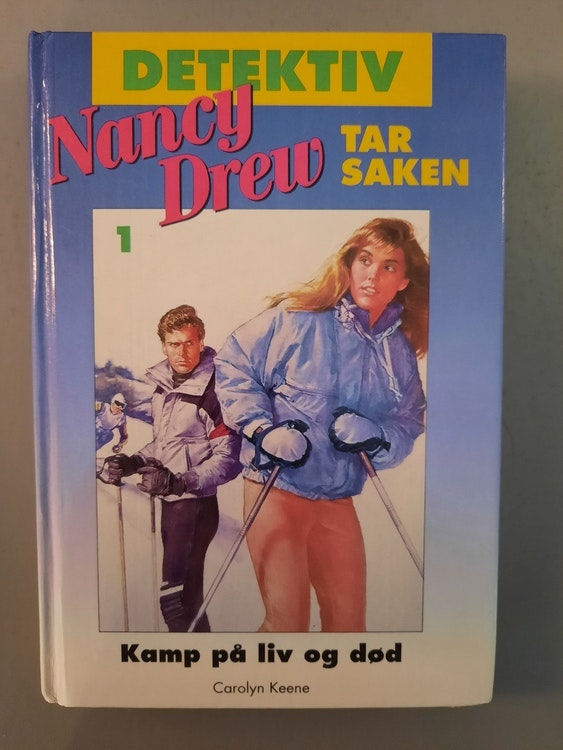 DETEKTIV
Nancy
Drew
TAR
SAKEN
1
Kamp på liv og død
Carolyn Keene